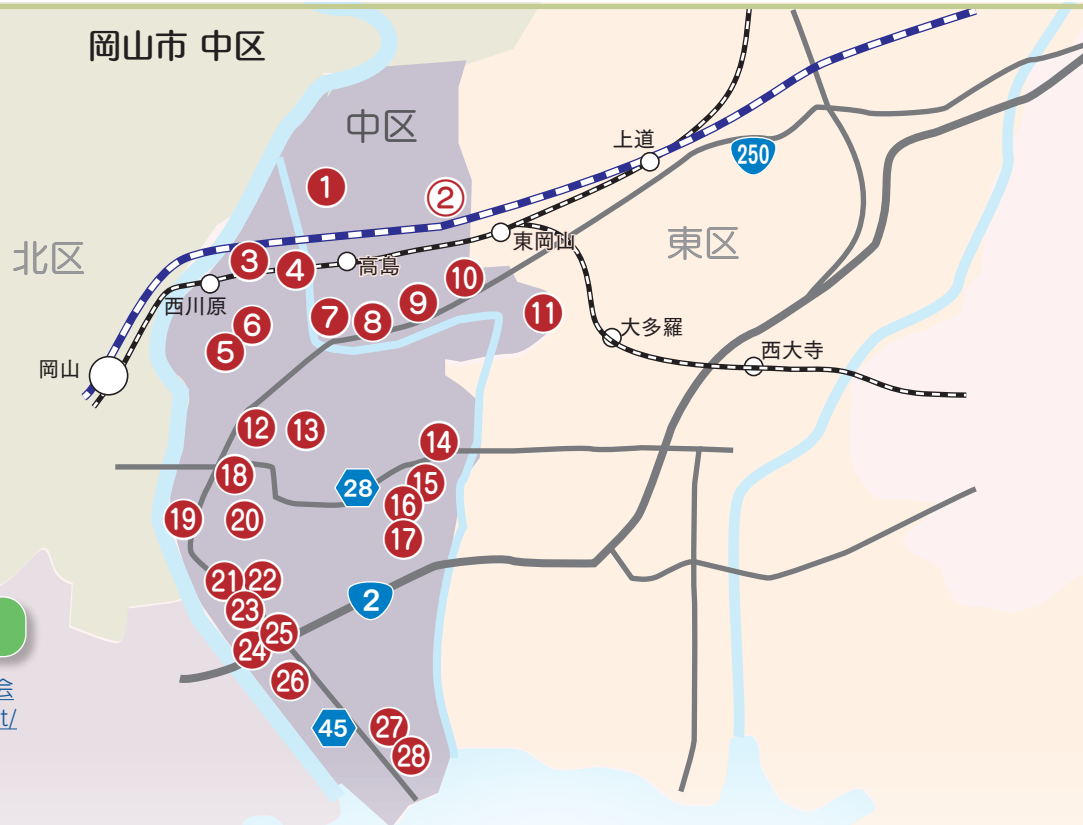 岡山市 中区
中区
上道
250
①
②
北区
東区
東岡山
③
④
高島
西川原
⑩
⑨
⑪
⑦
⑧
⑥
⑤
大多羅
西大寺
岡山
⑫
⑬
⑭
⑱
28
⑮
⑯
⑲
⑳
⑰
㉑
㉒
2
㉓
㉕
㉔
㉖
会
t/
45
㉗
㉘